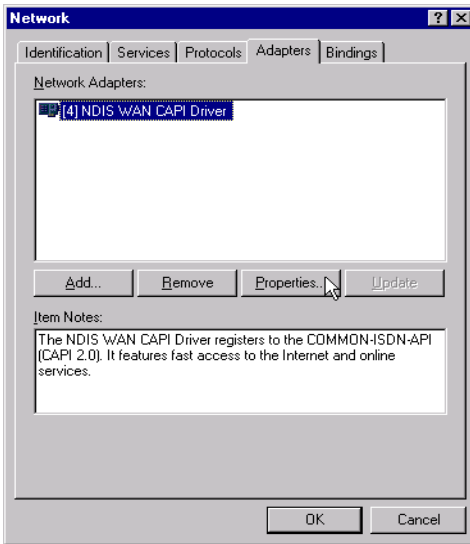 Network
Identification Services Protocols Adapters Bindings
Network Adapters:
[4] NDIS WAN CAPI Driver
Add... Remove Properties... Update
Item Notes:
The NDIS WAN CAPI Driver registers to the COMMON-ISDN-API
(CAPI 2.0). It features fast access to the Internet and online
services.
OK Cancel